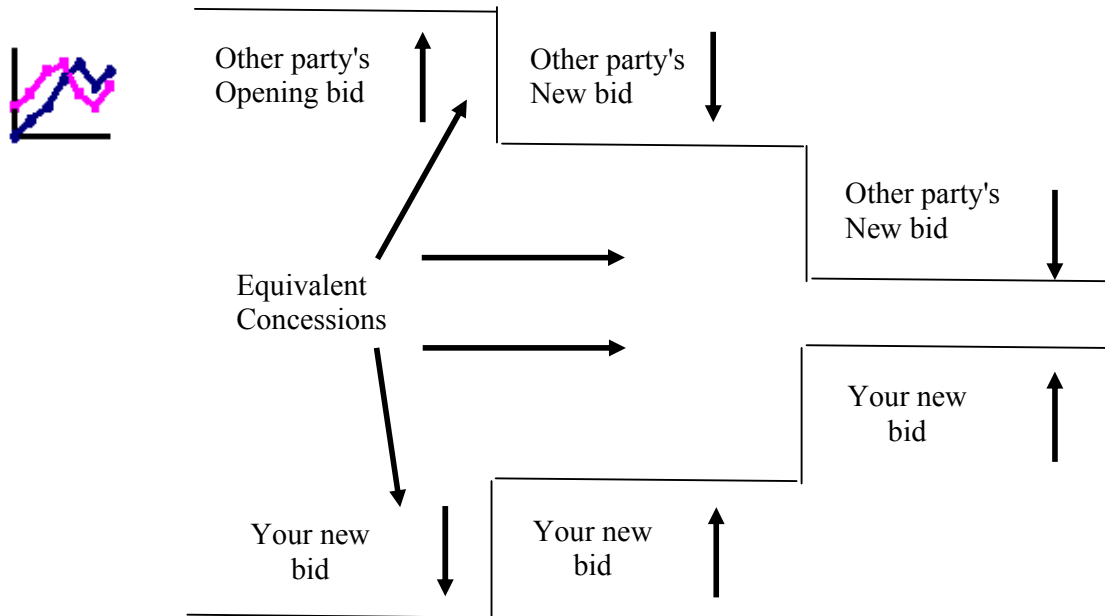 Other party's
Opening bid
Other party's
New bid
Other party's
New bid
Equivalent
Concessions
Your new
bid
Your new
bid
Your new
bid